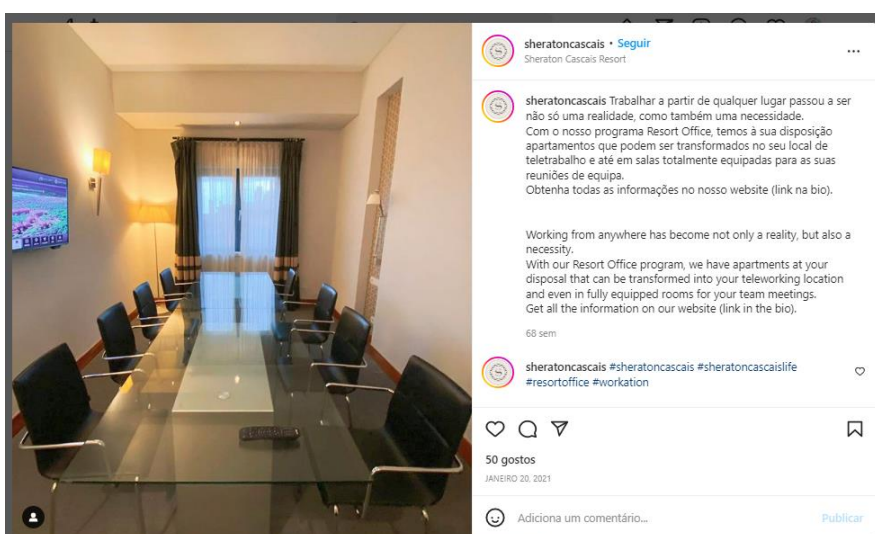 sheratoncascais • Seguir
Sheraton Cascais Resort
sheratoncascais Trabalhar a partir de qualquer lugar passou a ser
não só uma realidade, como também uma necessidade.
Com o nosso programa Resort Office, temos à sua disposição
apartamentos que podem ser transformados no seu local de
teletrabalho e até em salas totalmente equipadas para as suas
reuniões de equipa.
Obtenha todas as informações no nosso website (link na bio).
Working from anywhere has become not only a reality, but also a
necessity.
With our Resort Office program, we have apartments at your
disposal that can be transformed into your teleworking location
and even in fully equipped rooms for your team meetings.
Get all the information on our website (link in the bio).
68 sem
sheratoncascais #sheratoncascais #sheratoncascaislife
#resortoffice #workation
50 gostos
JANEIRO 20, 2021
Adiciona um comentário... Publicar